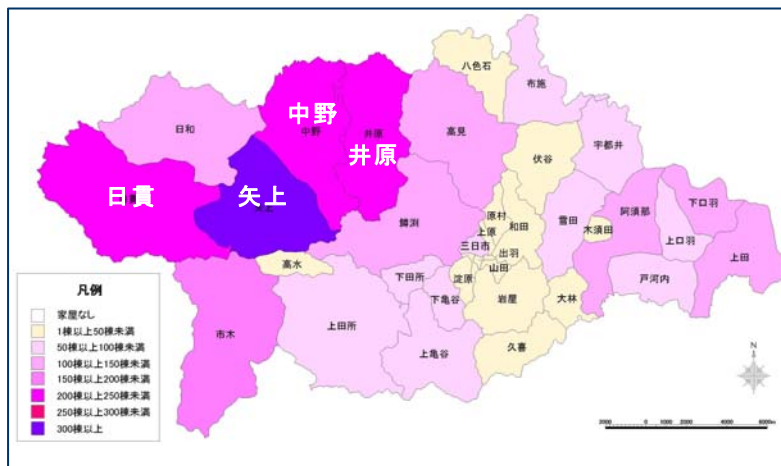 八色石
布施
中野
中野
井原
井原
日和
高見
宇都井
伏谷
日貫
矢上
鱒渕
雪田
阿須那
下口羽
木須田
上口羽
上田
原村
上原
和田
三日市
出羽
山田
高水
下田所
淀原
下亀谷
岩屋
大林
戸河内
市木
上田所
上亀谷
久喜
凡例
家屋なし
1棟以上50棟未満
50棟以上100棟未満
100棟以上150棟未満
150棟以上200棟未満
200棟以上250棟未満
250棟以上300棟未満
300棟以上
N
2000 0 1000 2000 4000 6000m